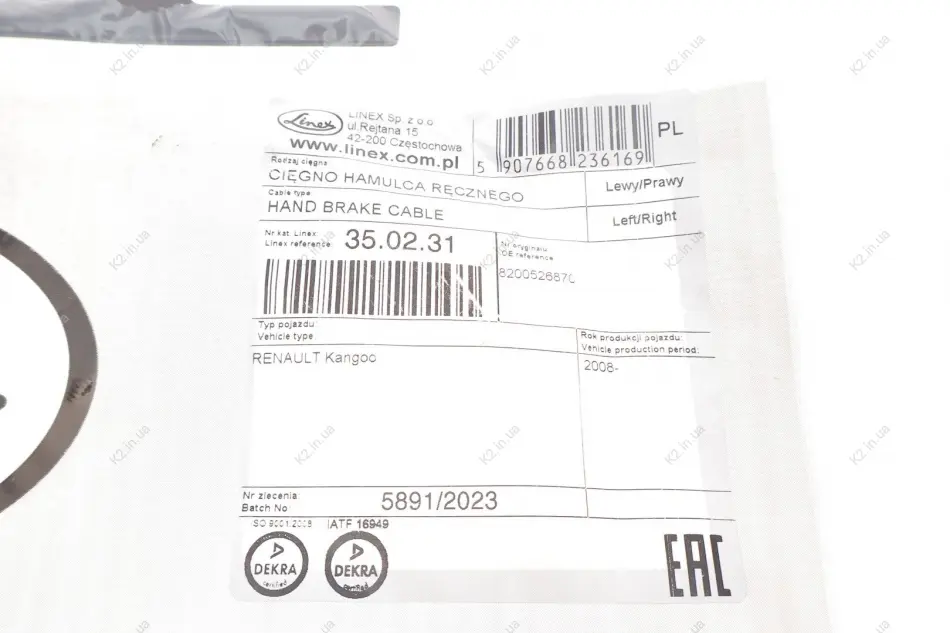 Linex
LINEX Sp. z o.o
ul.Rejtana 15
42-200 Częstochowa
www.linex.com.pl
5 907668 236169
PL
Rodzaj cięgna
CIĘGNO HAMULCA RĘCZNEGO
Lewy/Prawy
Cable type
HAND BRAKE CABLE
Left/Right
Nr kat. Linex:
Linex reference:
35.02.31
Nr oryginału
OE reference
820052687
Typ pojazdu
Vehicle type
Rok produkcji pojazdu:
Vehicle production period:
RENAULT Kangoo
2008-
Nr zlecenia
Batch No
5891/2023
ISO 9001:2008
IATF 16949
DEKRA
certified
DEKRA
certified
EAC
K2.in.ua